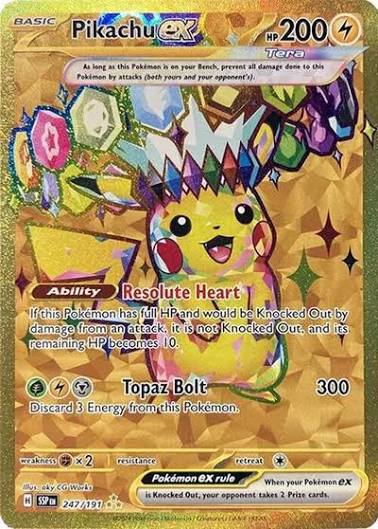 BASIC Pikachu ex HP 200
Tera
As long as this Pokémon is on your Bench, prevent all damage done to
this Pokémon by attacks (both yours and your opponent's).
Ability Resolute Heart
If this Pokémon has full HP and would be Knocked Out by
damage from an attack, it is not Knocked Out, and its
remaining HP becomes 10.
Topaz Bolt 300
Discard 3 Energy from this Pokémon.
weakness ×2 resistance retreat
Illus. aky CG Works
Pokémon ex rule When your Pokémon ex
is Knocked Out, your opponent takes 2 Prize cards.
H SSP EN 247/191